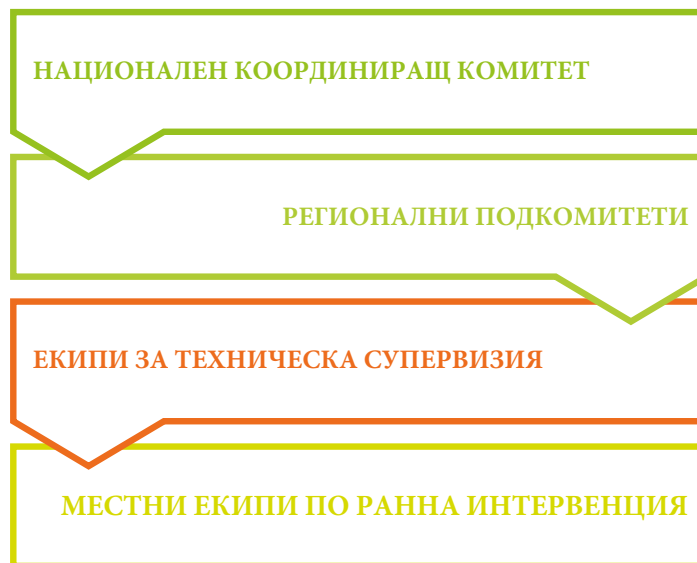 НАЦИОНАЛЕН КООРДИНИРАЩ КОМИТЕТ
РЕГИОНАЛНИ ПОДКОМИТЕТИ
ЕКИПИ ЗА ТЕХНИЧЕСКА СУПЕРВИЗИЯ
МЕСТНИ ЕКИПИ ПО РАННА ИНТЕРВЕНЦИЯ